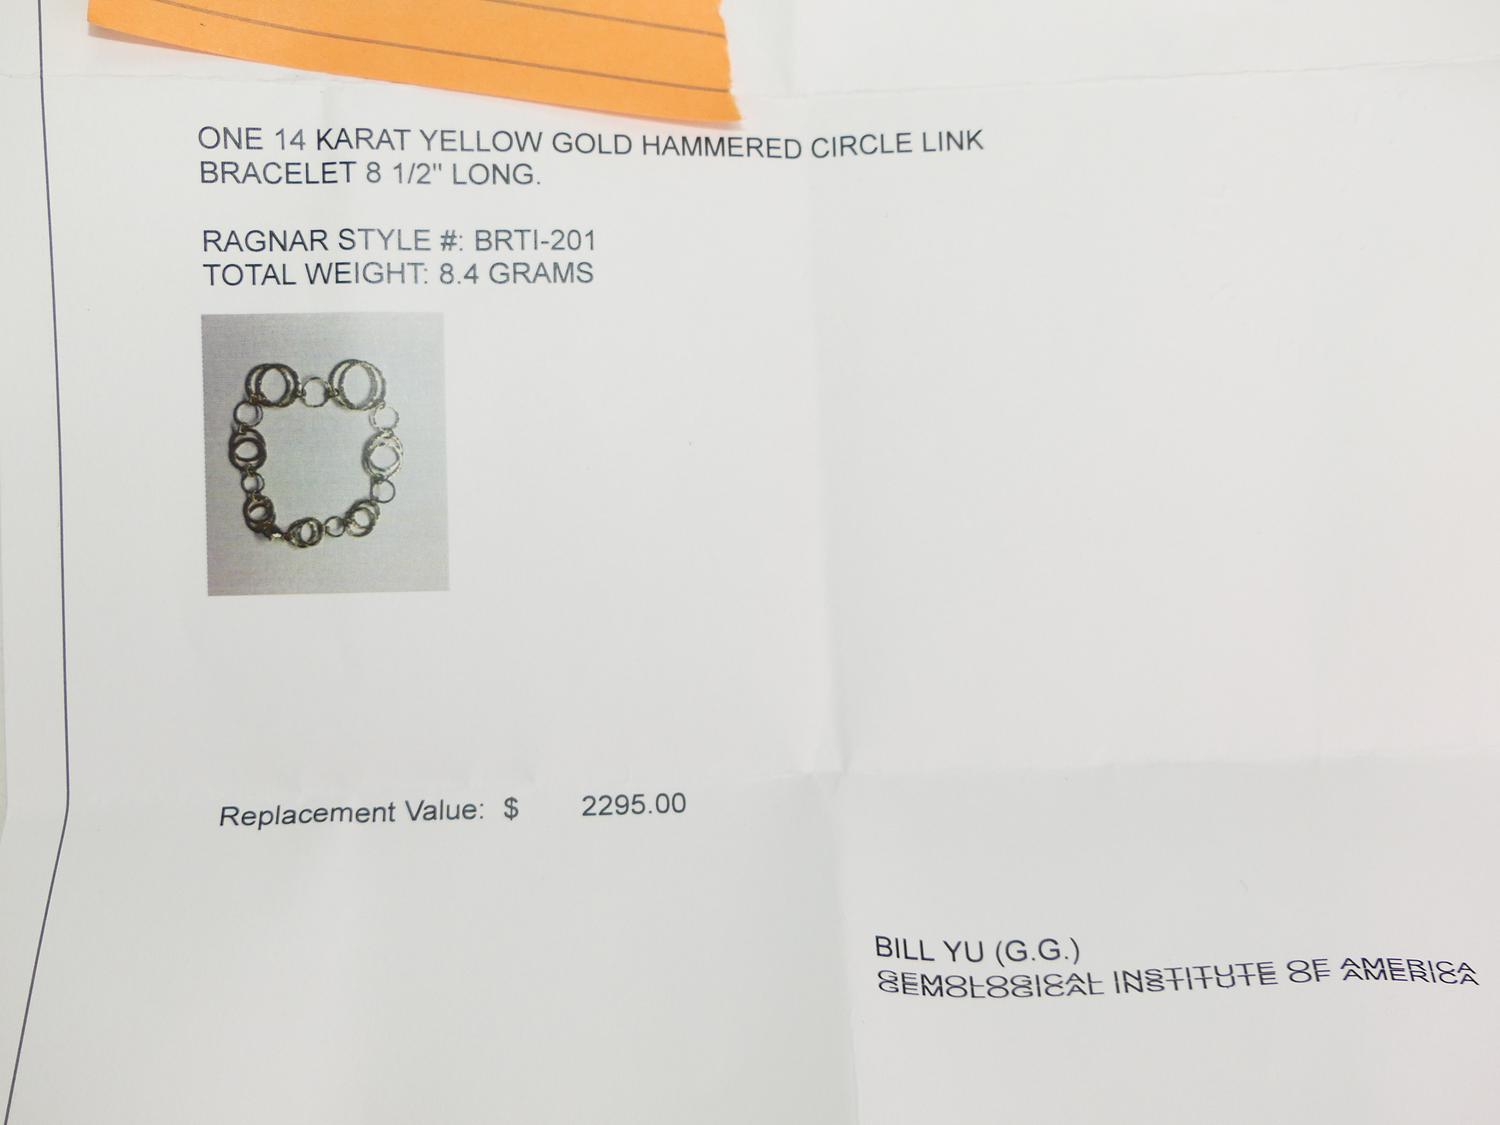 ONE 14 KARAT YELLOW GOLD HAMMERED CIRCLE LINK
BRACELET 8 1/2" LONG.
RAGNAR STYLE #: BRTI-201
TOTAL WEIGHT: 8.4 GRAMS
Replacement Value: $ 2295.00
BILL YU (G.G.)
GEMOLOGICAL INSTITUTE OF AMERICA